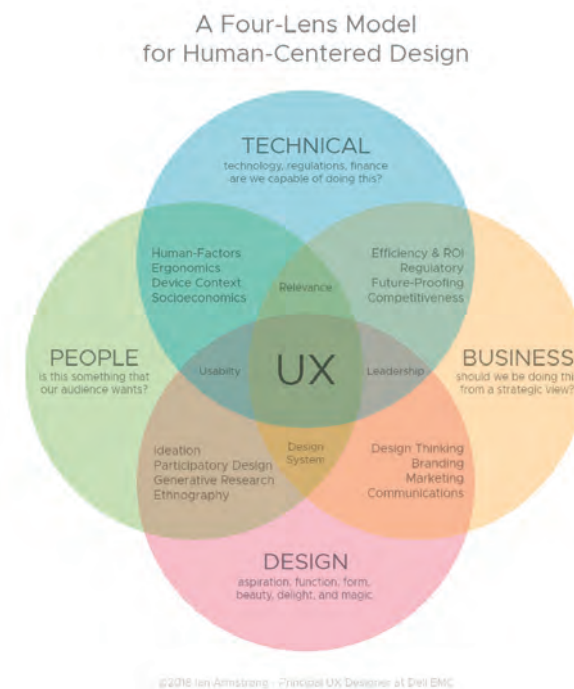 A Four-Lens Model
for Human-Centered Design
TECHNICAL
technology, regulations, finance
are we capable of doing this?
Human-Factors
Ergonomics
Device Context
Socioeconomics
Relevance
Efficiency & ROI
Regulatory
Future-Proofing
Competitiveness
PEOPLE
is this something that
our audience wants?
Usability
UX
Leadership
BUSINESS
should we be doing thi
from a strategic view?
Ideation
Participatory Design
Generative Research
Ethnography
Design
System
Design Thinking
Branding
Marketing
Communications
DESIGN
aspiration, function, form,
beauty, delight, and magic
©2016 Ian Armstrong - Principal UX Designer at Dell EMC